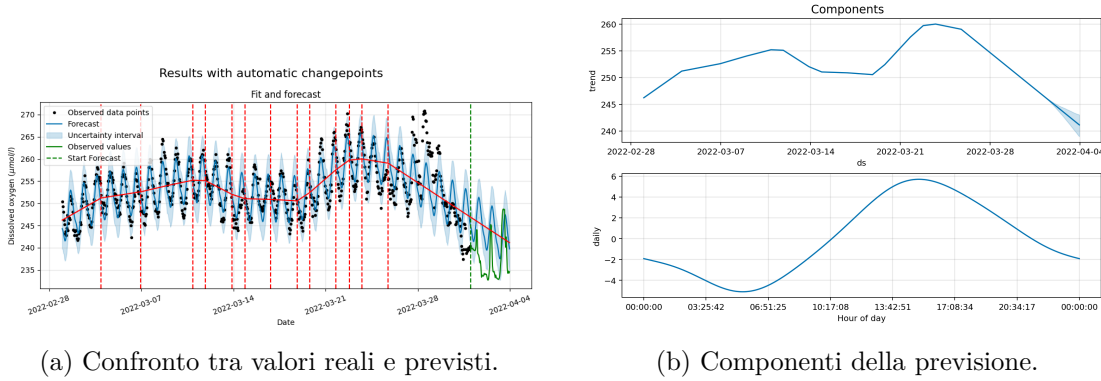 Results with automatic changepoints
Fit and forecast
Observed data points
Forecast
Uncertainty interval
Observed values
Start Forecast
Dissolved oxygen (μmol/l)
270
265
260
255
250
245
240
235
2022-02-28
2022-03-07
2022-03-14
2022-03-21
2022-03-28
2022-04-04
Date
(a) Confronto tra valori reali e previsti.
Components
trend
260
255
250
245
240
2022-02-28
2022-03-07
2022-03-14
2022-03-21
2022-03-28
2022-04-04
ds
daily
6
4
2
0
−2
−4
00:00:00
03:25:42
06:51:25
10:17:08
13:42:51
17:08:34
20:34:17
00:00:00
Hour of day
(b) Componenti della previsione.